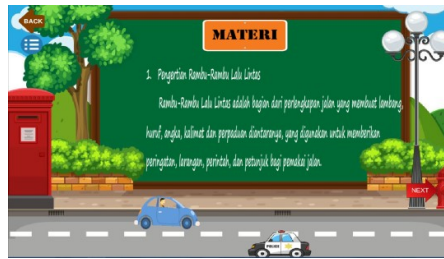 BACK
MATERI
1. Pengertian Rambu-Rambu Lalu Lintas
Rambu-Rambu Lalu Lintas adalah bagian dari perlengkapan jalan yang membuat lambang,
huruf, angka, kalimat dan perpaduan diantaranya, yang digunakan untuk memberikan
peringatan, larangan, perintah, dan petunjuk bagi pemakai jalan.
NEXT
POLICE